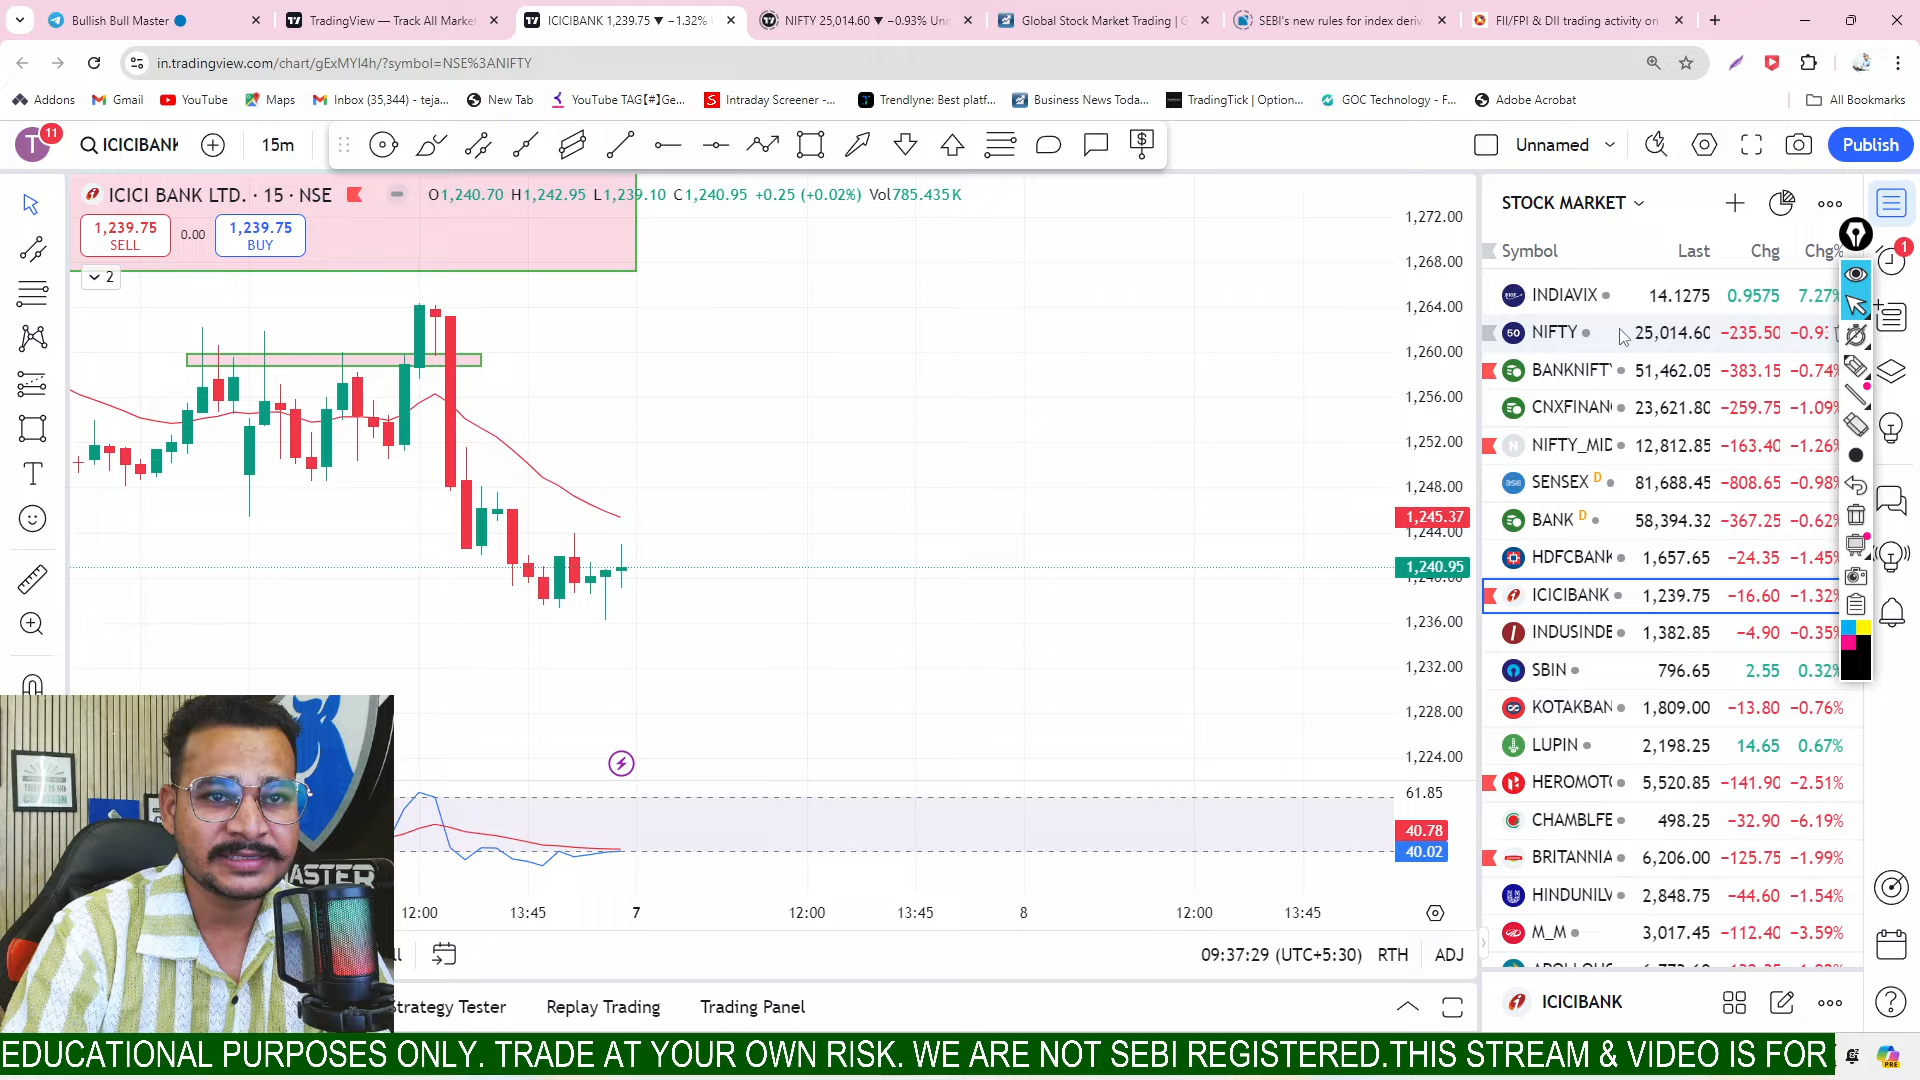 Bullish Bull Master
TradingView — Track All Market
ICICIBANK 1,239.75 ▼ −1.32%
NIFTY 25,014.60 ▼ −0.93% Unn
Global Stock Market Trading | G
SEBI's new rules for index deriv
FII/FPI & DII trading activity on
in.tradingview.com/chart/gExMYI4h/?symbol=NSE%3ANIFTY
Addons
Gmail
YouTube
Maps
Inbox (35,344) - teja...
New Tab
YouTube TAG【#】Ge...
Intraday Screener -...
Trendlyne: Best platf...
Business News Toda...
TradingTick | Option...
GOC Technology - F...
Adobe Acrobat
All Bookmarks
T 11
ICICIBANK
15m
Unnamed
Publish
ICICI BANK LTD. · 15 · NSE
O1,240.70 H1,242.95 L1,239.10 C1,240.95 +0.25 (+0.02%) Vol785.435K
1,239.75
SELL
0.00
1,239.75
BUY
2
1,272.00
1,268.00
1,264.00
1,260.00
1,256.00
1,252.00
1,248.00
1,245.37
1,244.00
1,240.95
1,240.00
1,236.00
1,232.00
1,228.00
1,224.00
61.85
40.78
40.02
12:00 13:45 7 12:00 13:45 8 12:00 13:45
09:37:29 (UTC+5:30) RTH ADJ
Strategy Tester Replay Trading Trading Panel
STOCK MARKET
Symbol Last Chg Chg%
INDIAVIX 14.1275 0.9575 7.27%
50 NIFTY 25,014.60 −235.50 −0.93
BANKNIFTY 51,462.05 −383.15 −0.74%
CNXFINAN 23,621.80 −259.75 −1.09%
N NIFTY_MID 12,812.85 −163.40 −1.26%
SENSEX D 81,688.45 −808.65 −0.98%
BANK D 58,394.32 −367.25 −0.62%
HDFCBANK 1,657.65 −24.35 −1.45%
ICICIBANK 1,239.75 −16.60 −1.32%
INDUSINDB 1,382.85 −4.90 −0.35%
SBIN 796.65 2.55 0.32%
KOTAKBAN 1,809.00 −13.80 −0.76%
LUPIN 2,198.25 14.65 0.67%
HEROMOTO 5,520.85 −141.90 −2.51%
CHAMBLFE 498.25 −32.90 −6.19%
BRITANNIA 6,206.00 −125.75 −1.99%
HINDUNILV 2,848.75 −44.60 −1.54%
M_M 3,017.45 −112.40 −3.59%
ICICIBANK
1
MASTER
EDUCATIONAL PURPOSES ONLY. TRADE AT YOUR OWN RISK. WE ARE NOT SEBI REGISTERED.THIS STREAM & VIDEO IS FOR
PRE